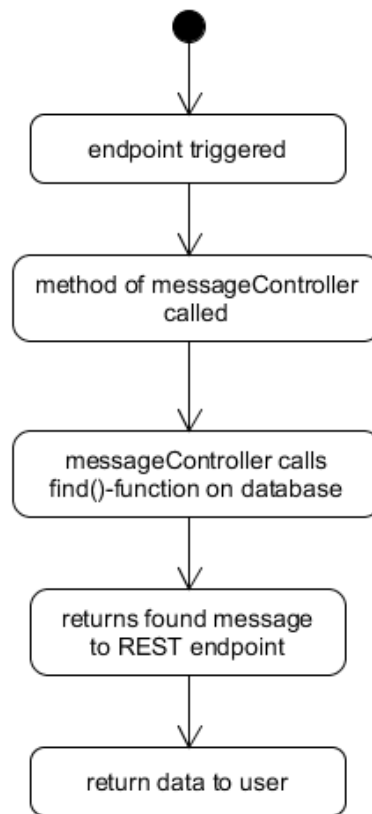 endpoint triggered
method of messageController
called
messageController calls
find()-function on database
returns found message
to REST endpoint
return data to user